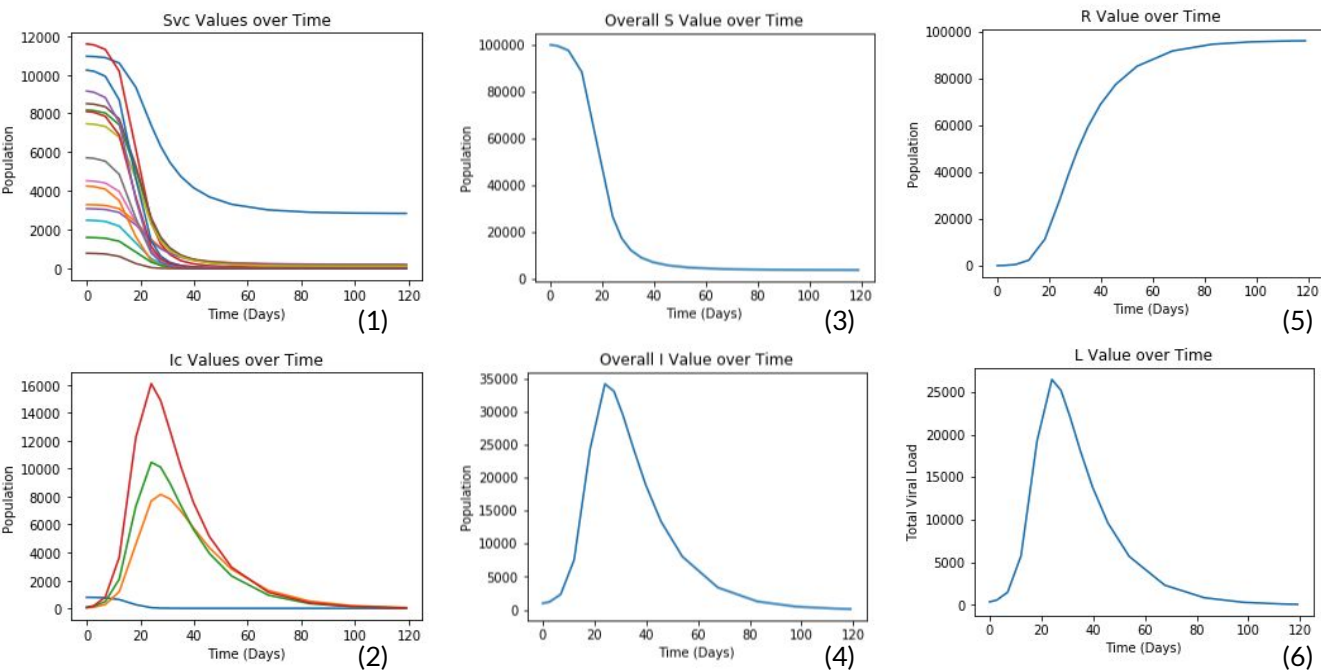 Svc Values over Time
12000
10000
8000
6000
4000
2000
0
Population
0 20 40 60 80 100 120
Time (Days)
(1)
Overall S Value over Time
100000
80000
60000
40000
20000
0
Population
0 20 40 60 80 100 120
Time (Days)
(3)
R Value over Time
100000
80000
60000
40000
20000
0
Population
0 20 40 60 80 100 120
Time (Days)
(5)
Ic Values over Time
16000
14000
12000
10000
8000
6000
4000
2000
0
Population
0 20 40 60 80 100 120
Time (Days)
(2)
Overall I Value over Time
35000
30000
25000
20000
15000
10000
5000
0
Population
0 20 40 60 80 100 120
Time (Days)
(4)
L Value over Time
25000
20000
15000
10000
5000
0
Total Viral Load
0 20 40 60 80 100 120
Time (Days)
(6)